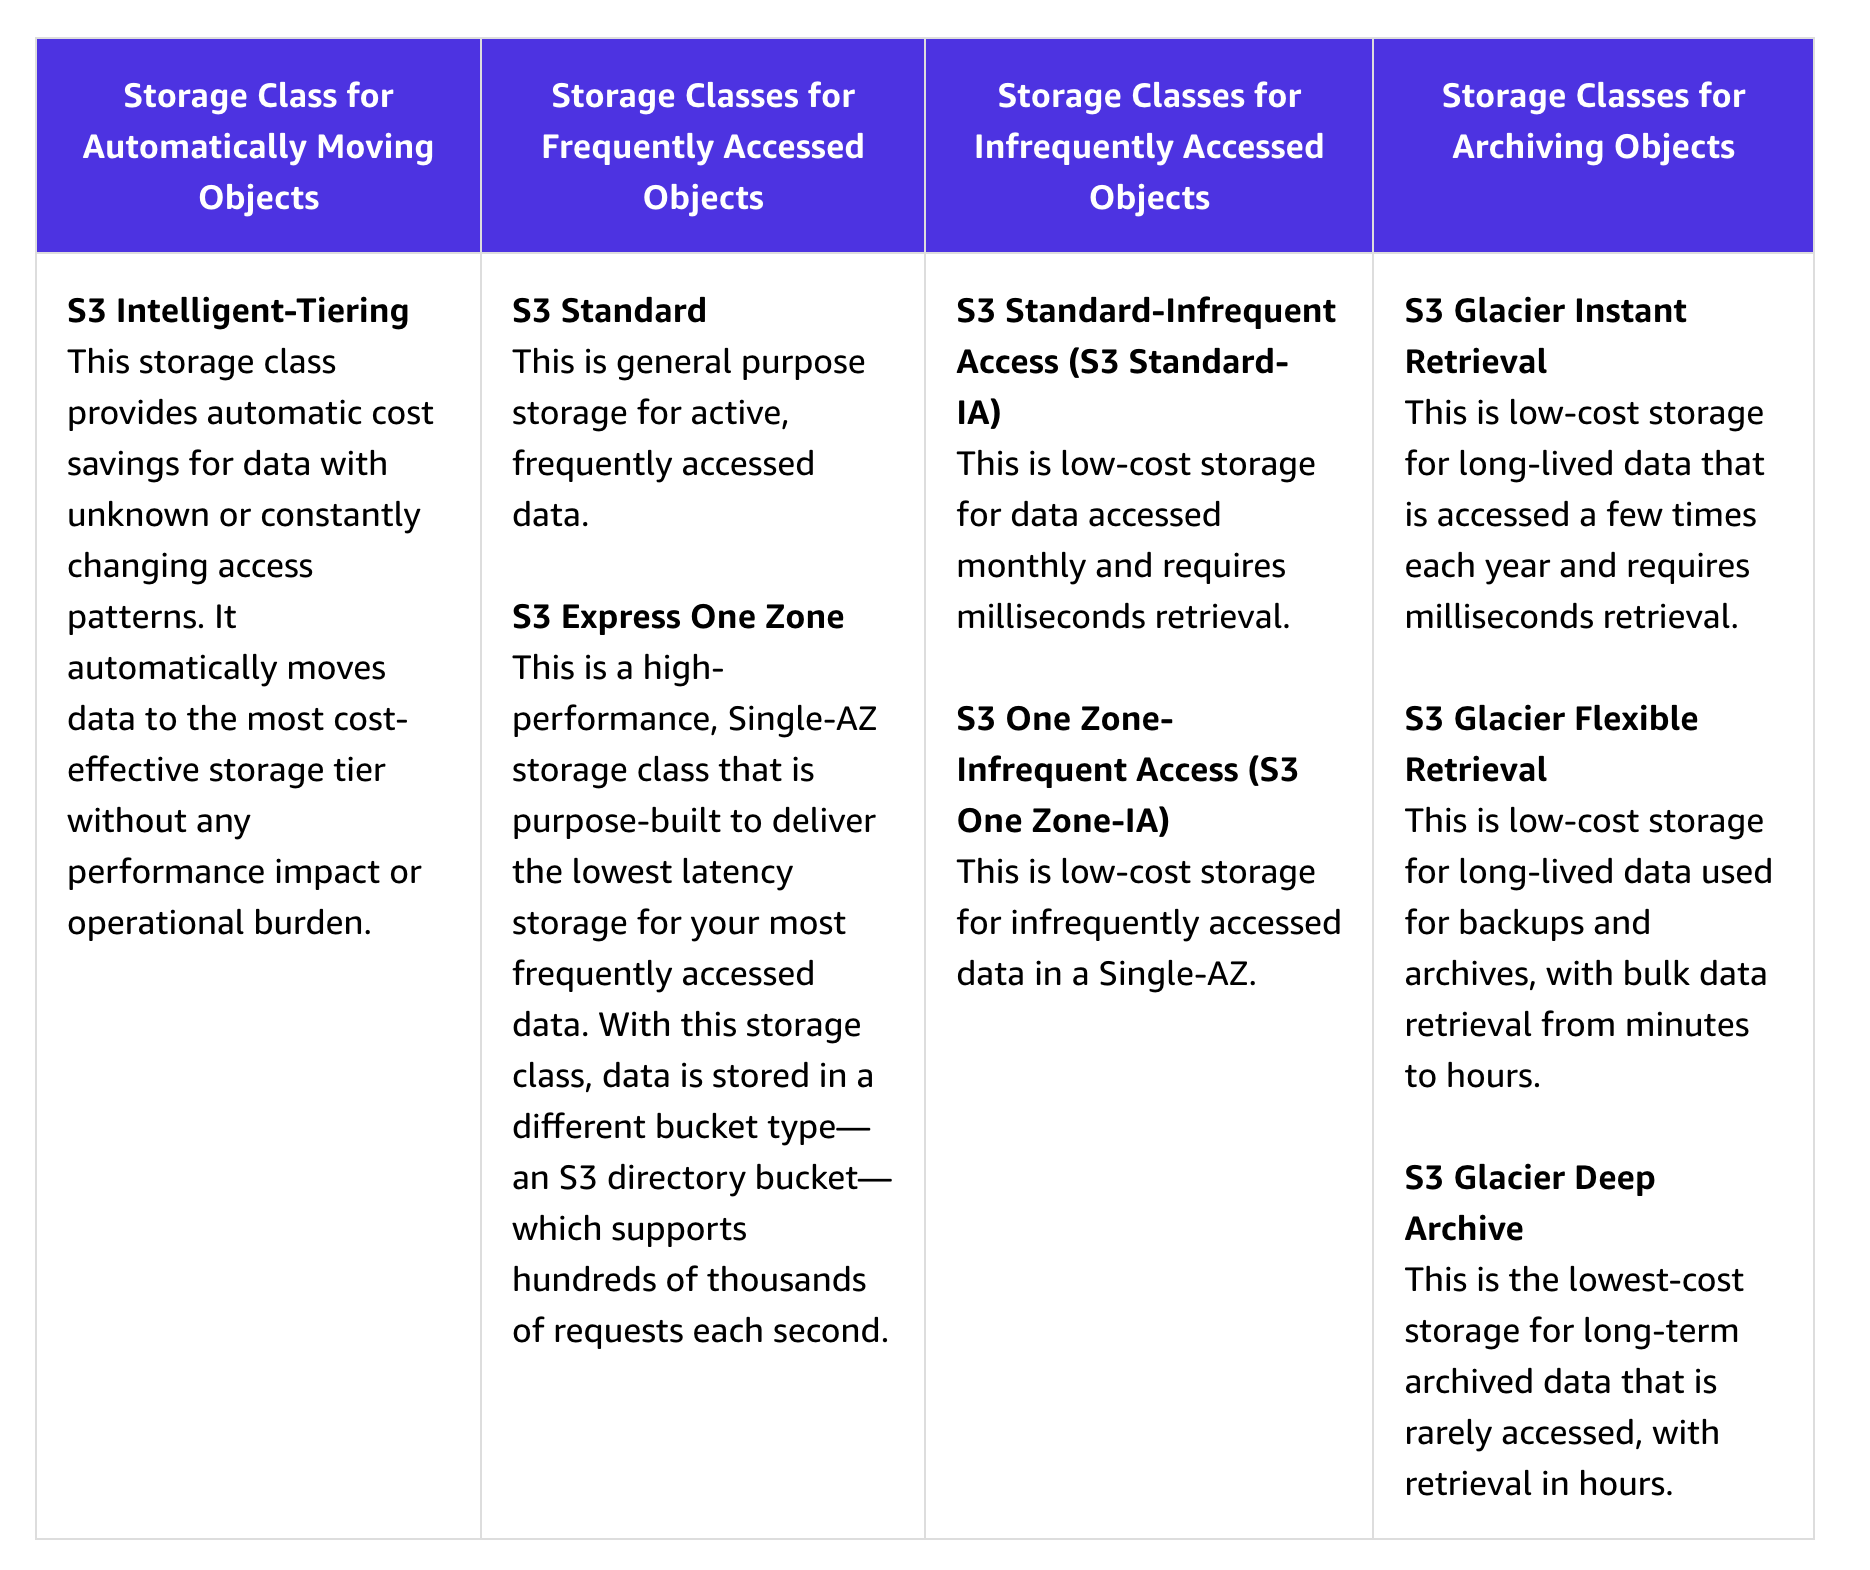 Storage Class for
Automatically Moving
Objects
Storage Classes for
Frequently Accessed
Objects
Storage Classes for
Infrequently Accessed
Objects
Storage Classes for
Archiving Objects
S3 Intelligent-Tiering
This storage class
provides automatic cost
savings for data with
unknown or constantly
changing access
patterns. It
automatically moves
data to the most cost-
effective storage tier
without any
performance impact or
operational burden.
S3 Standard
This is general purpose
storage for active,
frequently accessed
data.
S3 Express One Zone
This is a high-
performance, Single-AZ
storage class that is
purpose-built to deliver
the lowest latency
storage for your most
frequently accessed
data. With this storage
class, data is stored in a
different bucket type—
an S3 directory bucket—
which supports
hundreds of thousands
of requests each second.
S3 Standard-Infrequent
Access (S3 Standard-
IA)
This is low-cost storage
for data accessed
monthly and requires
milliseconds retrieval.
S3 One Zone-
Infrequent Access (S3
One Zone-IA)
This is low-cost storage
for infrequently accessed
data in a Single-AZ.
S3 Glacier Instant
Retrieval
This is low-cost storage
for long-lived data that
is accessed a few times
each year and requires
milliseconds retrieval.
S3 Glacier Flexible
Retrieval
This is low-cost storage
for long-lived data used
for backups and
archives, with bulk data
retrieval from minutes
to hours.
S3 Glacier Deep
Archive
This is the lowest-cost
storage for long-term
archived data that is
rarely accessed, with
retrieval in hours.